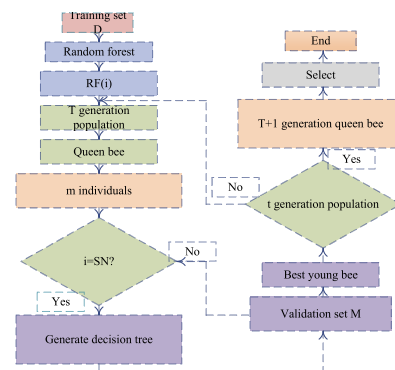 Training set
D
Random forest
RF(i)
T generation
population
Queen bee
m individuals
i=SN?
No
Yes
Generate decision tree
End
Select
T+1 generation queen bee
Yes
No
t generation population
Best young bee
Validation set M